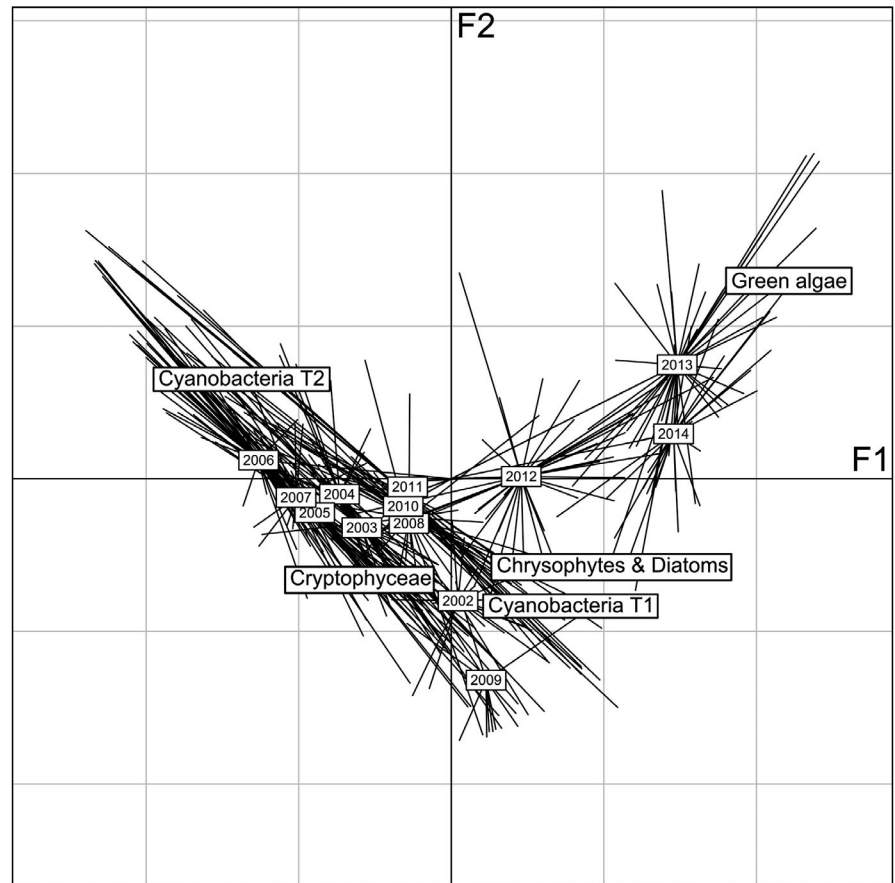 F2
Green algae
2013
Cyanobacteria T2
2014
F1
2006
2012
2011
2004
2007
2010
2005
2008
2003
Chrysophytes & Diatoms
Cryptophyceae
2002
Cyanobacteria T1
2009